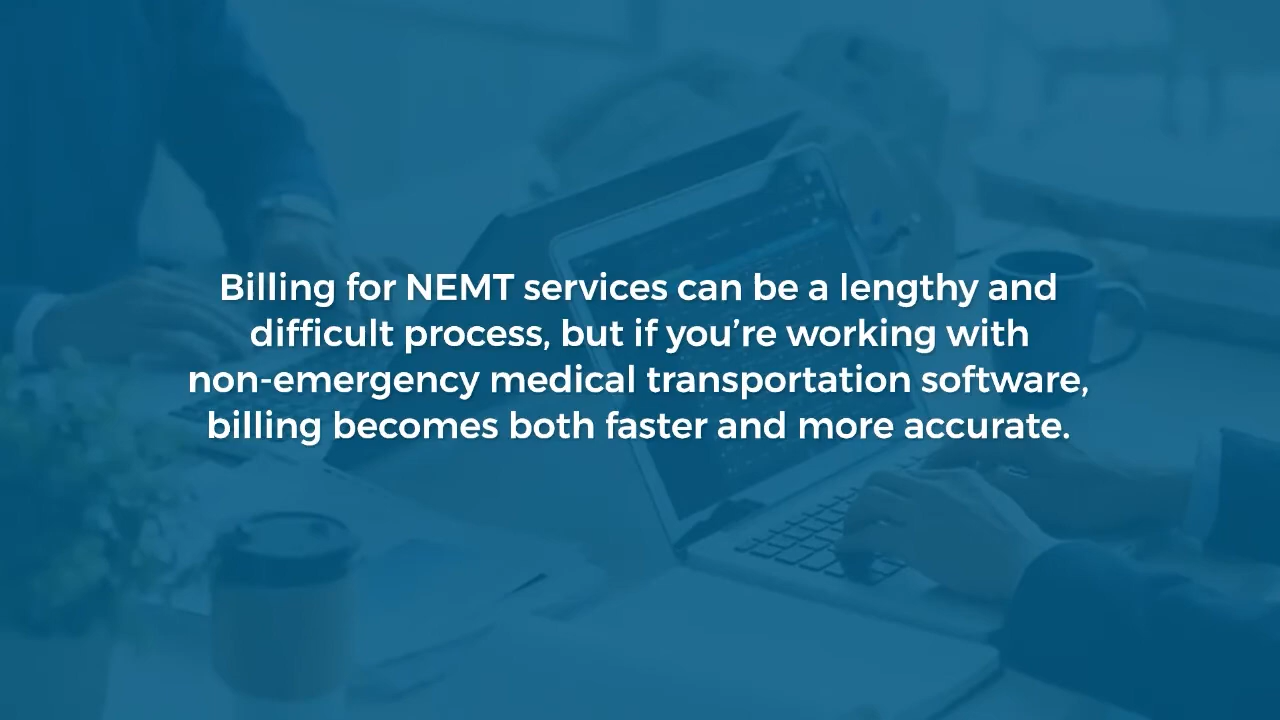 Billing for NEMT services can be a lengthy and
difficult process, but if you’re working with
non-emergency medical transportation software,
billing becomes both faster and more accurate.